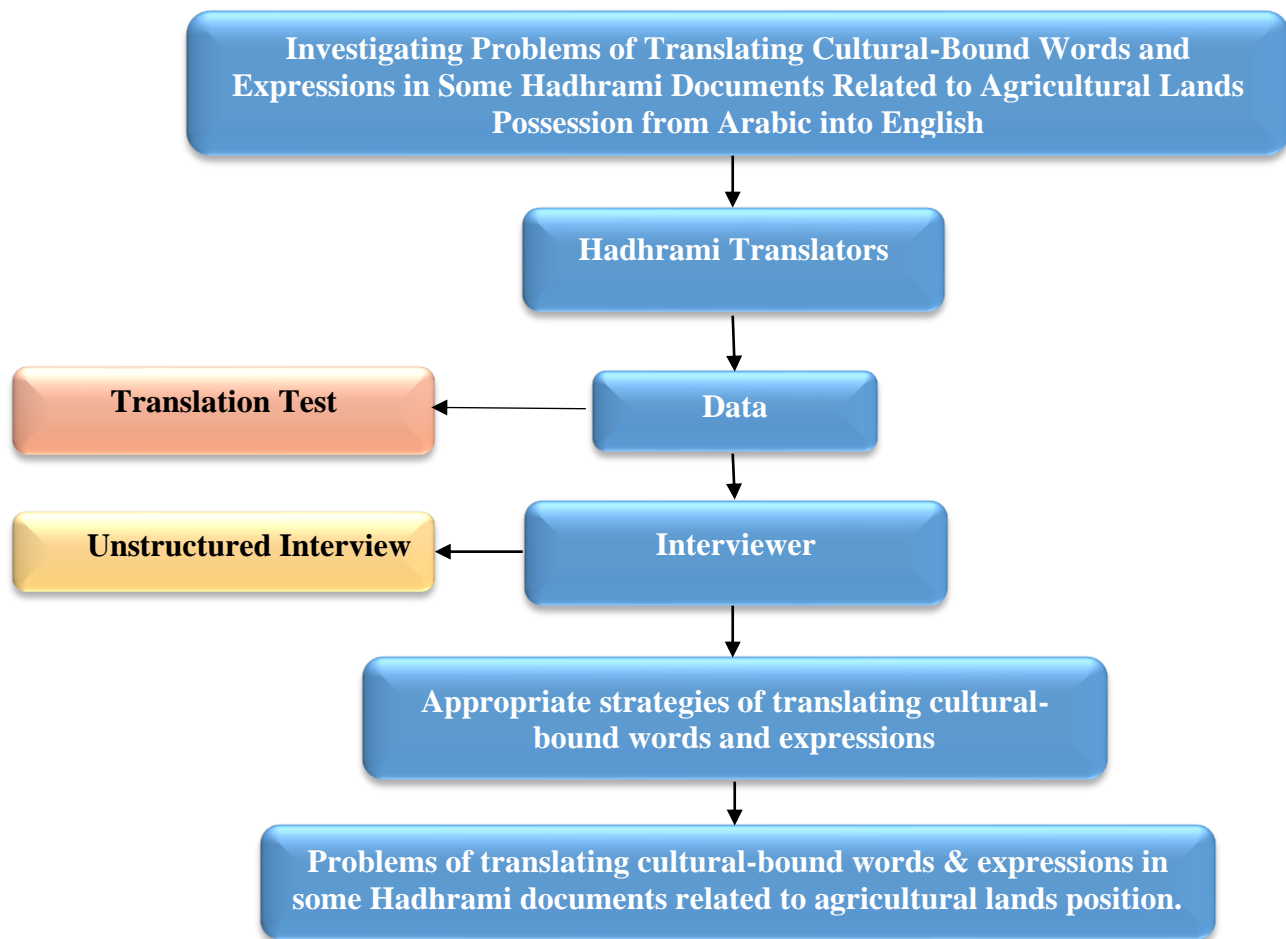 Investigating Problems of Translating Cultural-Bound Words and
Expressions in Some Hadhrami Documents Related to Agricultural Lands
Possession from Arabic into English
Hadhrami Translators
Translation Test
Data
Unstructured Interview
Interviewer
Appropriate strategies of translating cultural-
bound words and expressions
Problems of translating cultural-bound words & expressions in
some Hadhrami documents related to agricultural lands position.